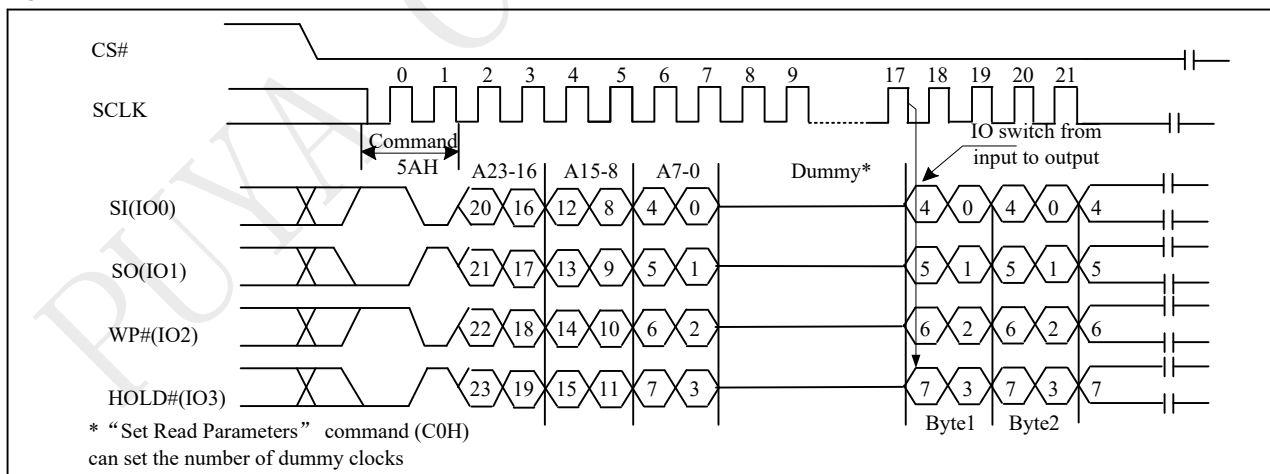 PUYA
CS#
0 1 2 3 4 5 6 7 8 9 17 18 19 20 21
SCLK
Command
5AH
IO switch from
input to output
A23-16 A15-8 A7-0 Dummy*
SI(IO0) 20 16 12 8 4 0 4 0 4 0 4
SO(IO1) 21 17 13 9 5 1 5 1 5 1 5
WP#(IO2) 22 18 14 10 6 2 6 2 6 2 6
HOLD#(IO3) 23 19 15 11 7 3 7 3 7 3 7
Byte1 Byte2
* “Set Read Parameters” command (C0H)
can set the number of dummy clocks